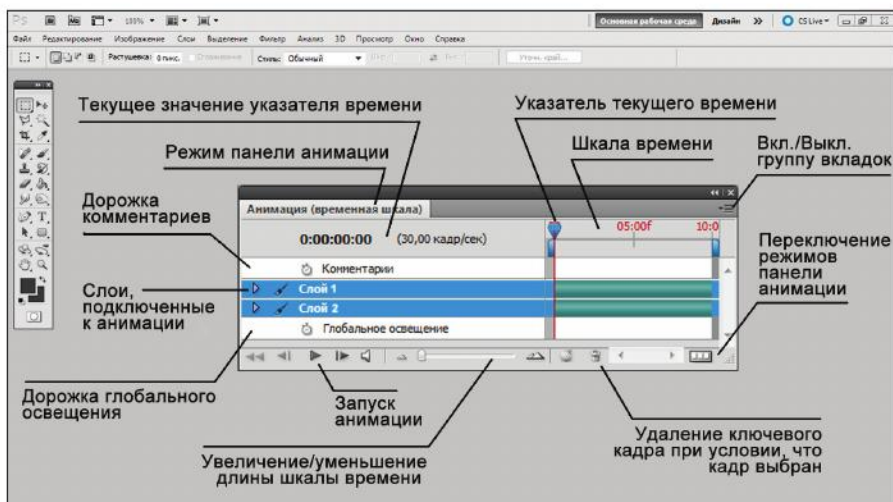 PS 100%
Основная рабочая среда Дизайн CS Live
Файл Редактирование Изображение Слои Выделение Фильтр Анализ 3D Просмотр Окно Справка
Растушевка: 0 пикс. Сглаживание Стиль: Обычный
Текущее значение указателя времени
Указатель текущего времени
Режим панели анимации
Шкала времени
Вкл./Выкл.
группу вкладок
Дорожка
комментариев
Анимация (временная шкала)
0:00:00:00 (30,00 кадр/сек)
05:00f 10:0
Комментарии
Слой 1
Слой 2
Глобальное освещение
Слои,
подключенные
к анимации
Переключение
режимов
панели
анимации
Дорожка глобального
освещения
Запуск
анимации
Увеличение/уменьшение
длины шкалы времени
Удаление ключевого
кадра при условии, что
кадр выбран